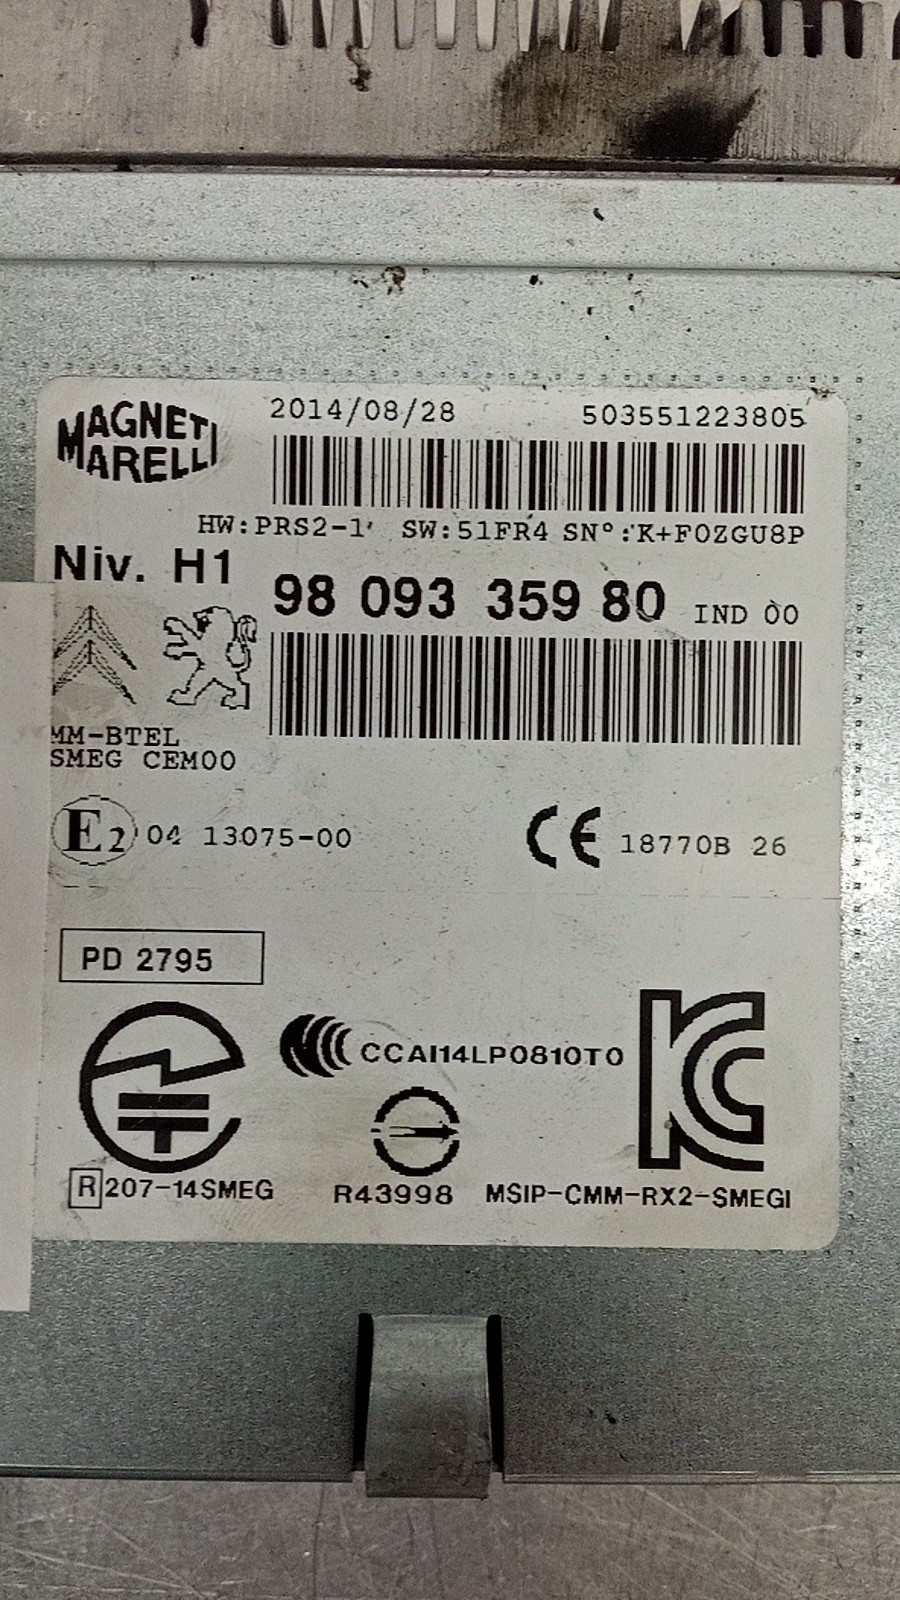 MAGNETI
MARELLI
2014/08/28 503551223805
HW:PRS2-1' SW:51FR4 SN°:K+F0ZGU8P
Niv. H1
98 093 359 80 IND 00
MM-BTEL
SMEG CEM00
E2 04 13075-00
CE 18770B 26
PD 2795
CCAI14LP0810T0
R 207-14SMEG
R43998
MSIP-CMM-RX2-SMEGI